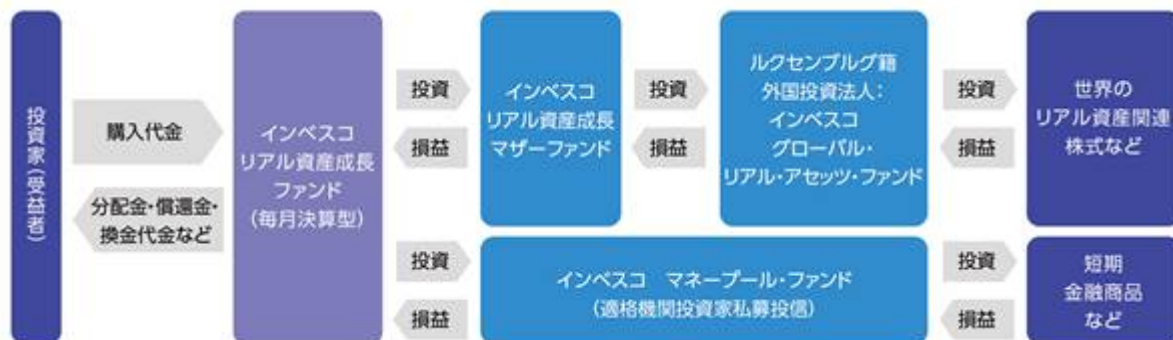 投資家(受益者)
購入代金
分配金・償還金・
換金代金など
インベスコ
リアル資産成長
ファンド
(毎月決算型)
投資
損益
インベスコ
リアル資産成長
マザーファンド
投資
損益
ルクセンブルグ籍
外国投資法人:
インベスコ
グローバル・
リアル・アセッツ・ファンド
投資
損益
世界の
リアル資産関連
株式など
投資
損益
インベスコ　マネープール・ファンド
(適格機関投資家私募投信)
投資
損益
短期
金融商品
など